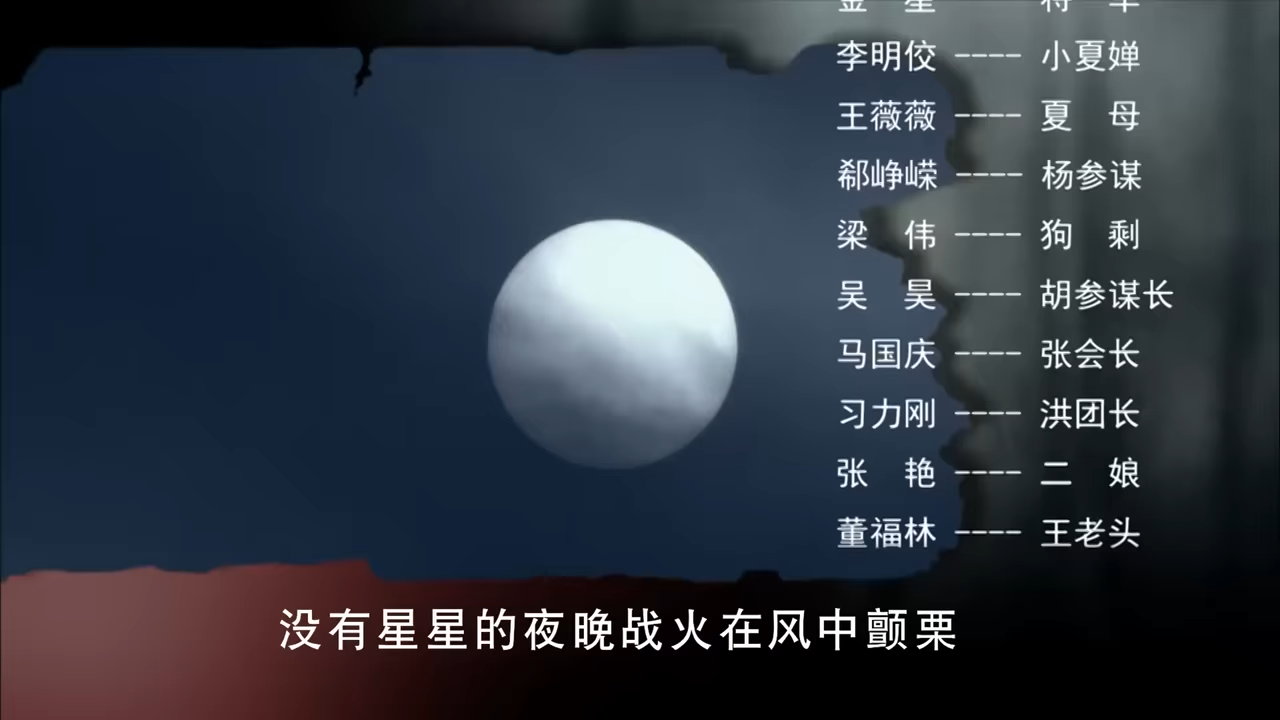 李明佼 ---- 小夏婵
王薇薇 ---- 夏 母
郗峥嵘 ---- 杨参谋
梁 伟 ---- 狗 剩
吴 昊 ---- 胡参谋长
马国庆 ---- 张会长
习力刚 ---- 洪团长
张 艳 ---- 二 娘
董福林 ---- 王老头
没有星星的夜晚战火在风中颤栗